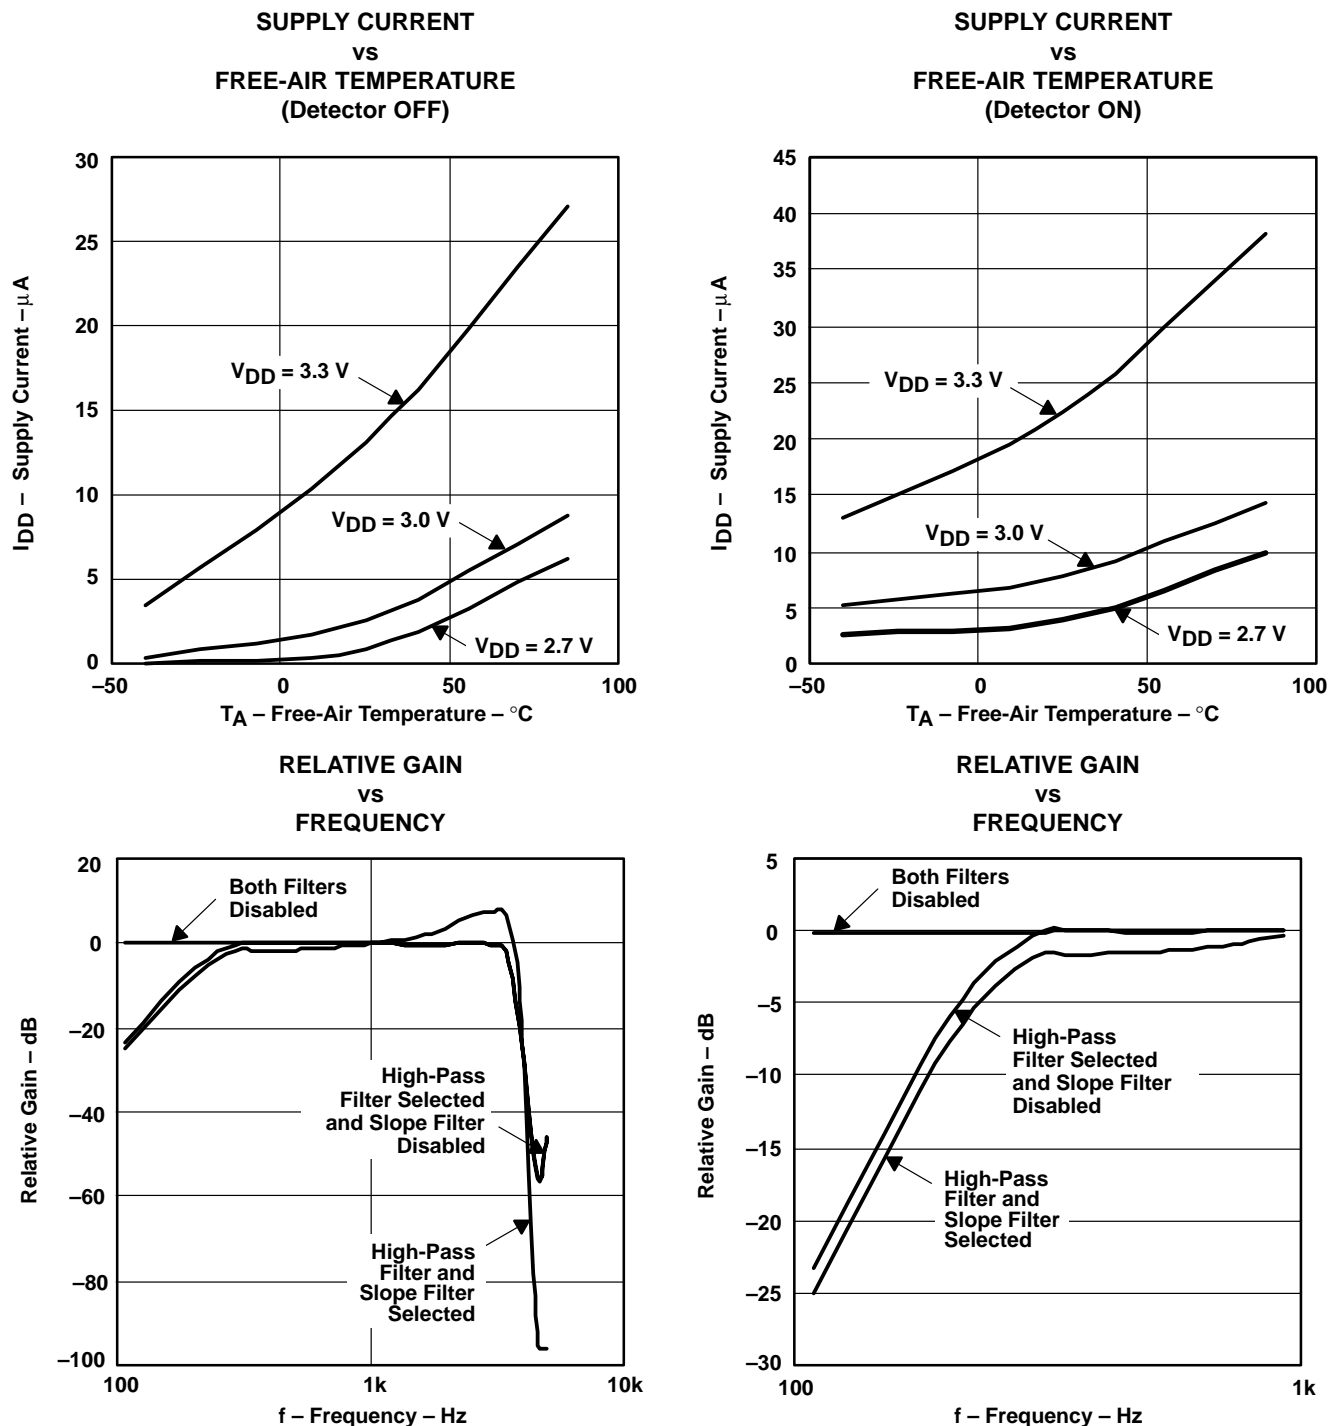 SUPPLY CURRENT
vs
FREE-AIR TEMPERATURE
(Detector OFF)
30
25
20
15
10
5
0
IDD – Supply Current –μA
VDD = 3.3 V
VDD = 3.0 V
VDD = 2.7 V
–50
0
50
100
TA – Free-Air Temperature – °C
SUPPLY CURRENT
vs
FREE-AIR TEMPERATURE
(Detector ON)
45
40
35
30
25
20
15
10
5
0
IDD – Supply Current –μA
VDD = 3.3 V
VDD = 3.0 V
VDD = 2.7 V
–50
0
50
100
TA – Free-Air Temperature – °C
RELATIVE GAIN
vs
FREQUENCY
20
0
–20
–40
–60
–80
–100
Relative Gain – dB
Both Filters
Disabled
High-Pass
Filter Selected
and Slope Filter
Disabled
High-Pass
Filter and
Slope Filter
Selected
100
1k
10k
f – Frequency – Hz
RELATIVE GAIN
vs
FREQUENCY
5
0
–5
–10
–15
–20
–25
–30
Relative Gain – dB
Both Filters
Disabled
High-Pass
Filter Selected
and Slope Filter
Disabled
High-Pass
Filter and
Slope Filter
Selected
100
1k
f – Frequency – Hz